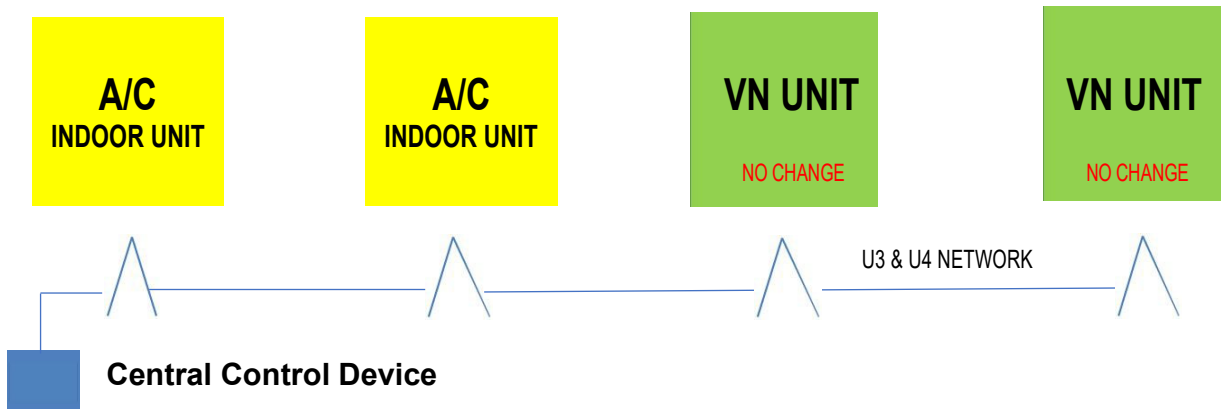 A/C
INDOOR UNIT
A/C
INDOOR UNIT
VN UNIT
NO CHANGE
VN UNIT
NO CHANGE
U3 & U4 NETWORK
Central Control Device